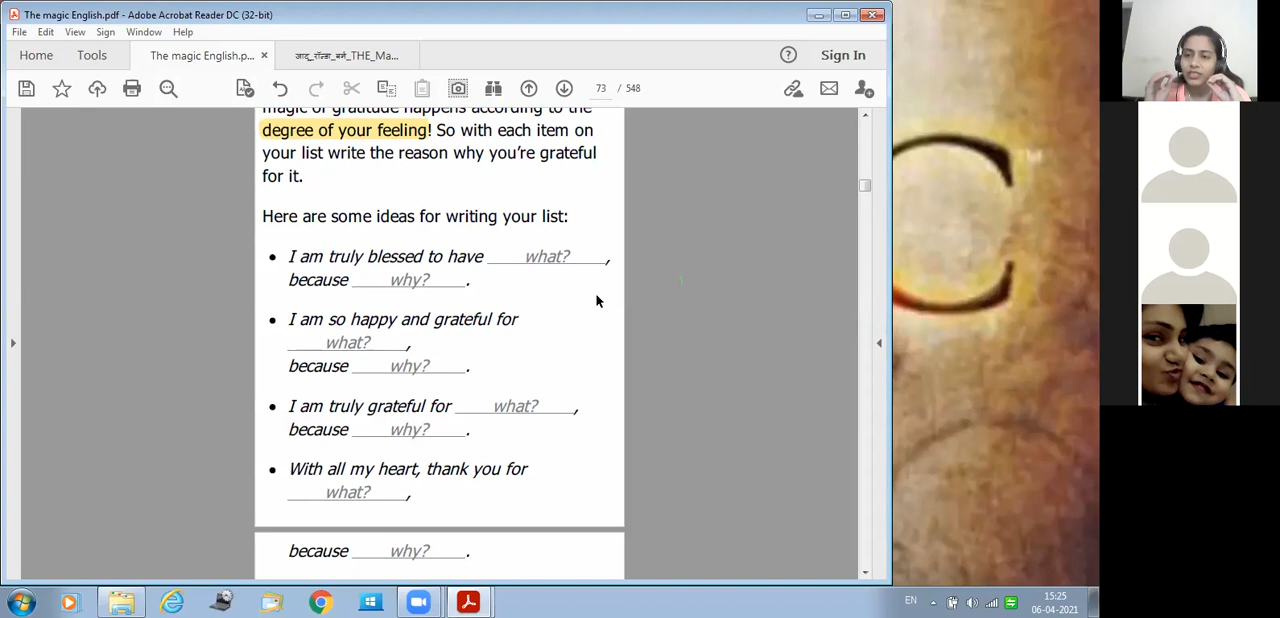 The magic English.pdf - Adobe Acrobat Reader DC (32-bit)
File Edit View Sign Window Help
Home Tools The magic English.p... × जादू_रॉन्डा_बर्न_THE_Ma... Sign In
73 / 548
magic of gratitude happens according to the
degree of your feeling! So with each item on
your list write the reason why you're grateful
for it.
Here are some ideas for writing your list:
• I am truly blessed to have what?,
because why?.
• I am so happy and grateful for
what?,
because why?.
• I am truly grateful for what?,
because why?.
• With all my heart, thank you for
what?,
because why?.
EN 15:25
06-04-2021